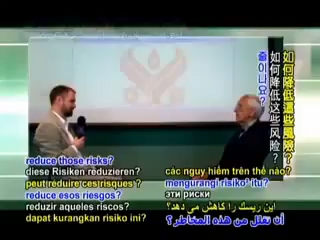 如何降低這些風險？
如何降低这些风险？
줄이나요?
reduce those risks?
diese Risiken reduzieren?
peut réduire ces risques ?
reduce esos riesgos?
reduzir aqueles riscos?
dapat kurangkan risiko ini?
các nguy hiểm trên thế nào?
mengurangi risiko² itu?
эти риски
این ریسک را کاهش می دهد؟
أن نقلل من هذه المخاطر؟